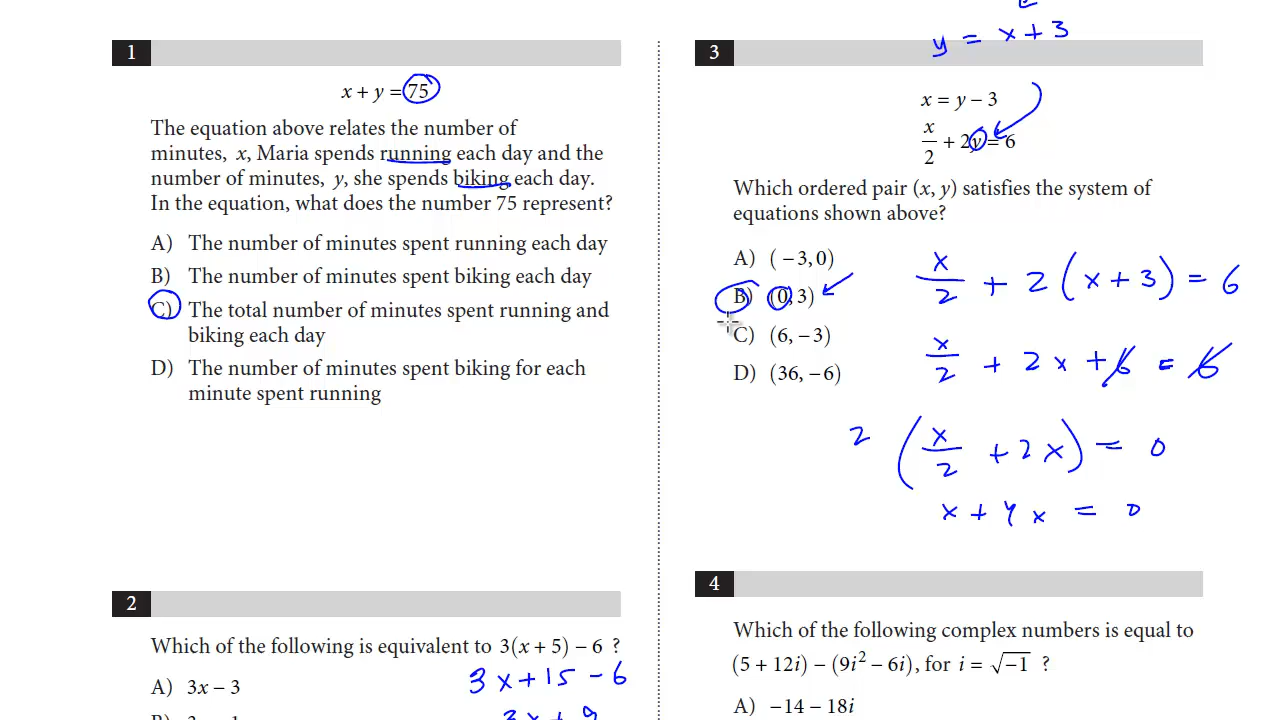 1
x + y = 75
The equation above relates the number of
minutes, x, Maria spends running each day and the
number of minutes, y, she spends biking each day.
In the equation, what does the number 75 represent?
A) The number of minutes spent running each day
B) The number of minutes spent biking each day
C) The total number of minutes spent running and
biking each day
D) The number of minutes spent biking for each
minute spent running
2
Which of the following is equivalent to 3(x + 5) − 6 ?
3x + 15 − 6
A) 3x − 3
3x + 9
y = x + 3
3
x = y − 3
x/2 + 2y = 6
Which ordered pair (x, y) satisfies the system of
equations shown above?
A) (−3, 0)
B) (0, 3)
C) (6, −3)
D) (36, −6)
x/2 + 2(x + 3) = 6
x/2 + 2x + 6 = 6
2(x/2 + 2x) = 0
x + 4x = 0
4
Which of the following complex numbers is equal to
(5 + 12i) − (9i² − 6i), for i = √−1 ?
A) −14 − 18i